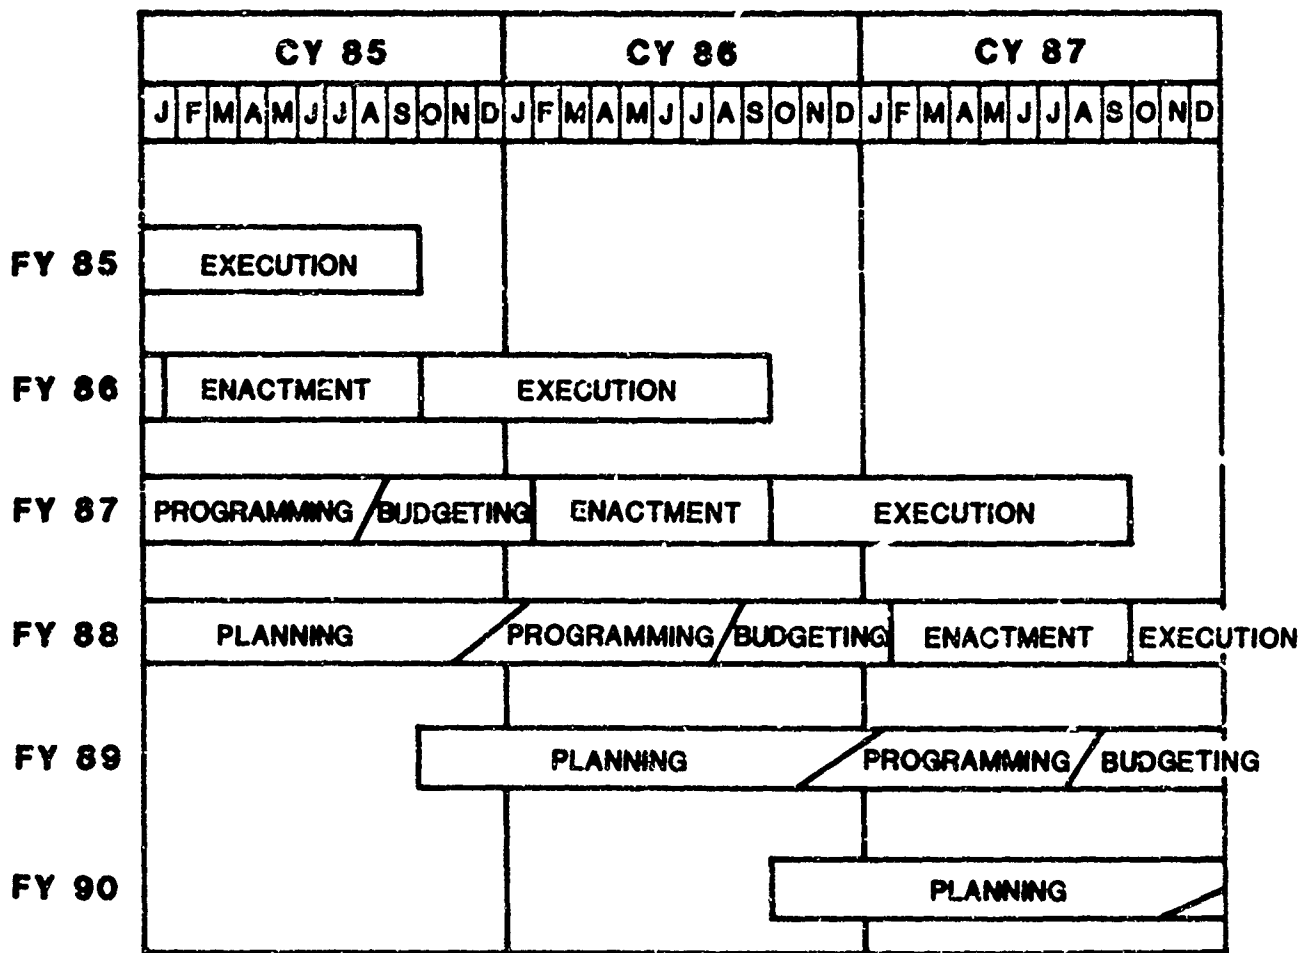 CY 85 CY 86 CY 87
J F M A M J J A S O N D J F M A M J J A S O N D J F M A M J J A S O N D
FY 85 EXECUTION
FY 86 ENACTMENT EXECUTION
FY 87 PROGRAMMING BUDGETING ENACTMENT EXECUTION
FY 88 PLANNING PROGRAMMING BUDGETING ENACTMENT EXECUTION
FY 89 PLANNING PROGRAMMING BUDGETING
FY 90 PLANNING